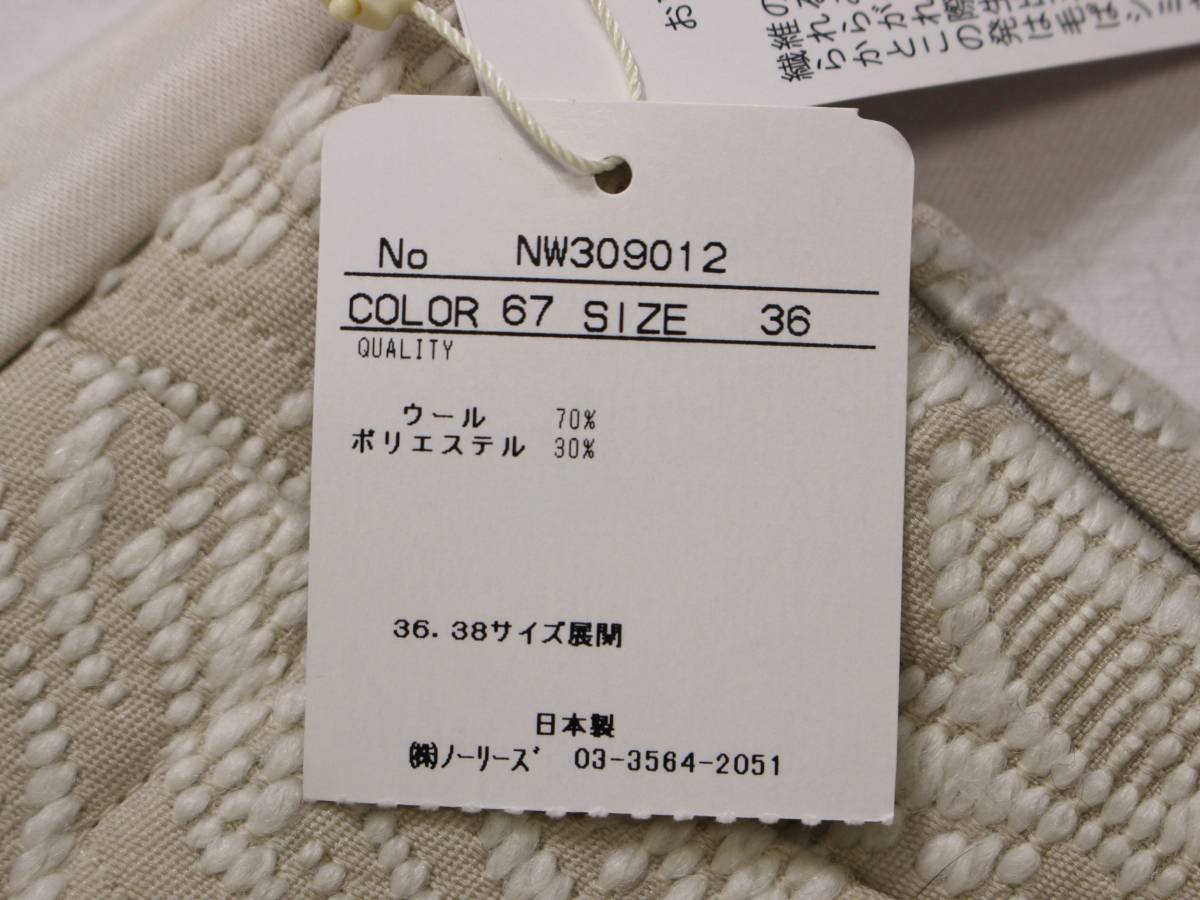 No NW309012
COLOR 67 SIZE 36
QUALITY
ウール 70%
ポリエステル 30%
36.38サイズ展開
日本製
㈱ノーリーズ 03-3564-2051